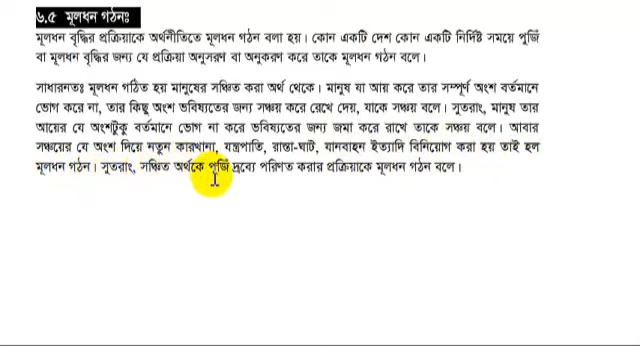 ৬.৫ মূলধন গঠনঃ
মূলধন বৃদ্ধির প্রক্রিয়াকে অর্থনীতিতে মূলধন গঠন বলা হয়। কোন একটি দেশ কোন একটি নির্দিষ্ট সময়ে পুজিঁ
বা মূলধন বৃদ্ধির জন্য যে প্রক্রিয়া অনুসরণ বা অনুকরণ করে তাকে মূলধন গঠন বলে।
সাধারনতঃ মূলধন গঠিত হয় মানুষের সঞ্চিত করা অর্থ থেকে। মানুষ যা আয় করে তার সম্পূর্ণ অংশ বর্তমানে
ভোগ করে না, তার কিছু অংশ ভবিষ্যতের জন্য সঞ্চয় করে রেখে দেয়, যাকে সঞ্চয় বলে। সুতরাং, মানুষ তার
আয়ের যে অংশটুকু বর্তমানে ভোগ না করে ভবিষ্যতের জন্য জমা করে রাখে তাকে সঞ্চয় বলে। আবার
সঞ্চয়ের যে অংশ দিয়ে নতুন কারখানা, যন্ত্রপাতি, রাস্তা-ঘাট, যানবাহন ইত্যাদি বিনিয়োগ করা হয় তাই হল
মূলধন গঠন। সুতরাং, সঞ্চিত অর্থকে পুজিঁ দ্রব্যে পরিণত করার প্রক্রিয়াকে মূলধন গঠন বলে।